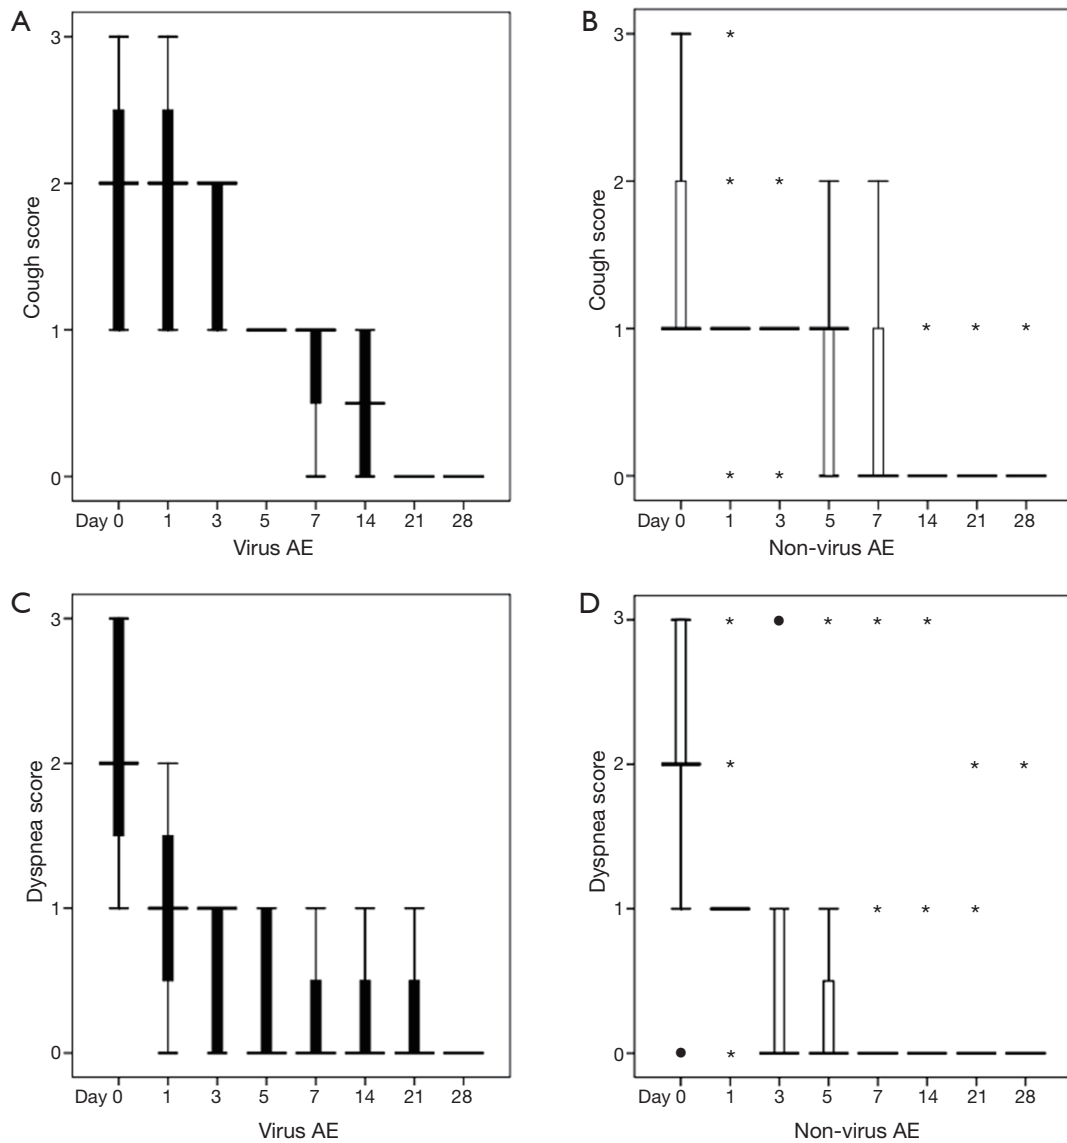 A
Cough score
3
2
1
0
Day 0 1 3 5 7 14 21 28
Virus AE
B
Cough score
3
2
1
0
Day 0 1 3 5 7 14 21 28
Non-virus AE
C
Dyspnea score
3
2
1
0
Day 0 1 3 5 7 14 21 28
Virus AE
D
Dyspnea score
3
2
1
0
Day 0 1 3 5 7 14 21 28
Non-virus AE